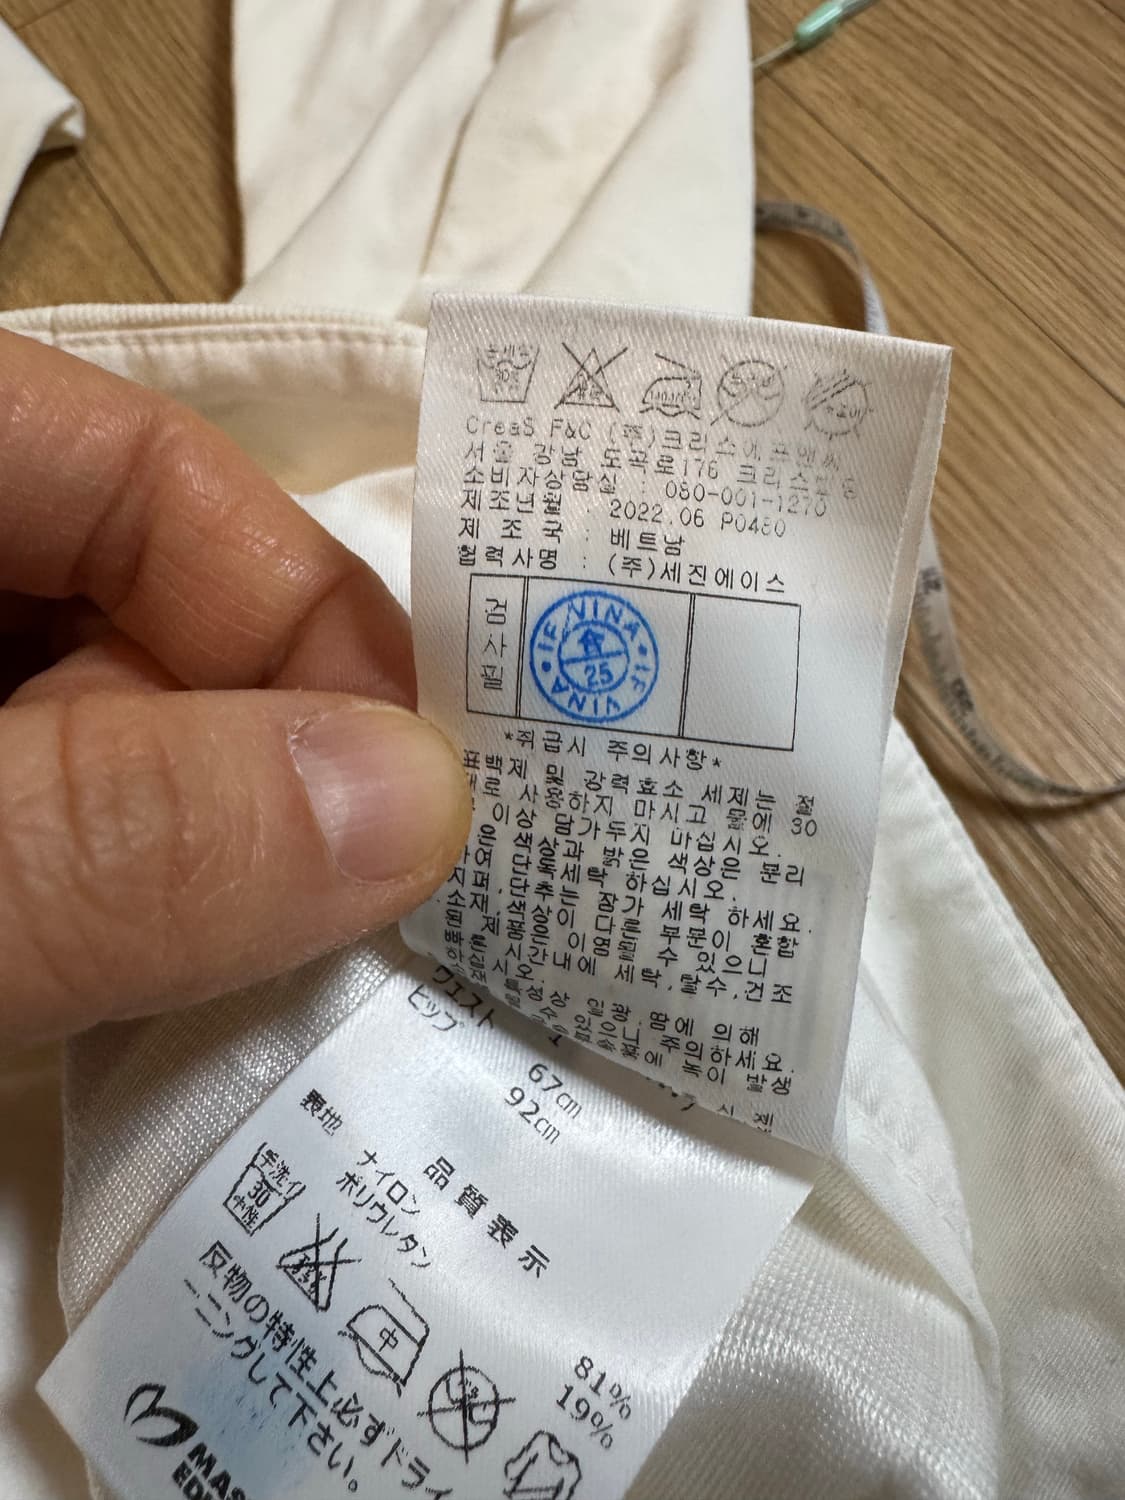 CreaS F&C (주)크리스에프앤씨
서울 강남 도곡로176 크리스빌딩
소비자상담실 : 080-001-1270
제조년월 : 2022.06 P0480
제 조 국 : 베트남
협력사명 : (주)세진에이스
검사필
IF VINA • IF VINA •
25
*취급시 주의사항*
표백제 및 강력효소 세제는 절
대로 사용하지 마시고 물에 30
이상 담가두지 마십시오.
은 색상과 밝은 색상은 분리
하여 단독세탁 하십시오.
지퍼,단추는 잠가 세탁 하세요.
소재,색상이 다른 부분이 혼합
된 제품은 이염될 수 있으니
빠른 시간내에 세탁,탈수,건조
하십시오.
성상 일광,땀에 의해
수 있으니 주의하세요.
에 녹이 발생
ウエスト 67cm
ヒップ 92cm
品質表示
表地 ナイロン 81%
ポリウレタン 19%
手洗イ
30
中性
中
反物の特性上必ずドライ
ニングして下さい。
MAS